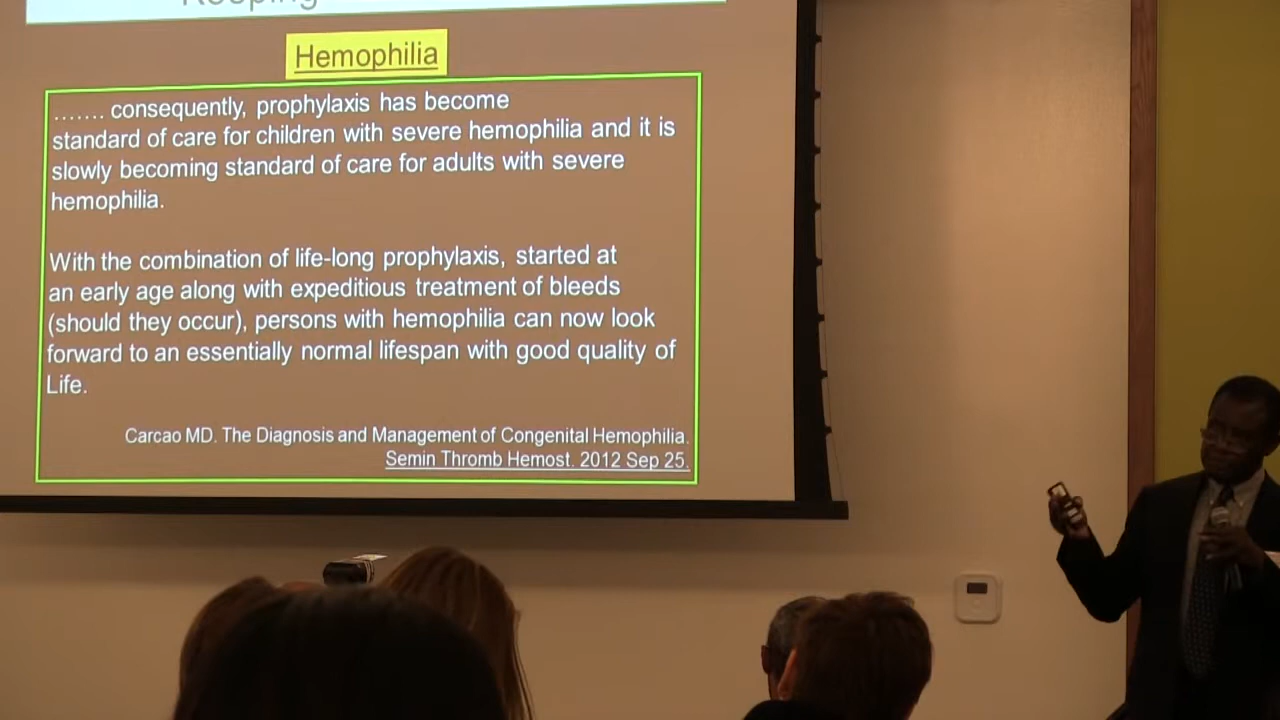 Hemophilia
……. consequently, prophylaxis has become
standard of care for children with severe hemophilia and it is
slowly becoming standard of care for adults with severe
hemophilia.
With the combination of life-long prophylaxis, started at
an early age along with expeditious treatment of bleeds
(should they occur), persons with hemophilia can now look
forward to an essentially normal lifespan with good quality of
Life.
Carcao MD. The Diagnosis and Management of Congenital Hemophilia.
Semin Thromb Hemost. 2012 Sep 25.